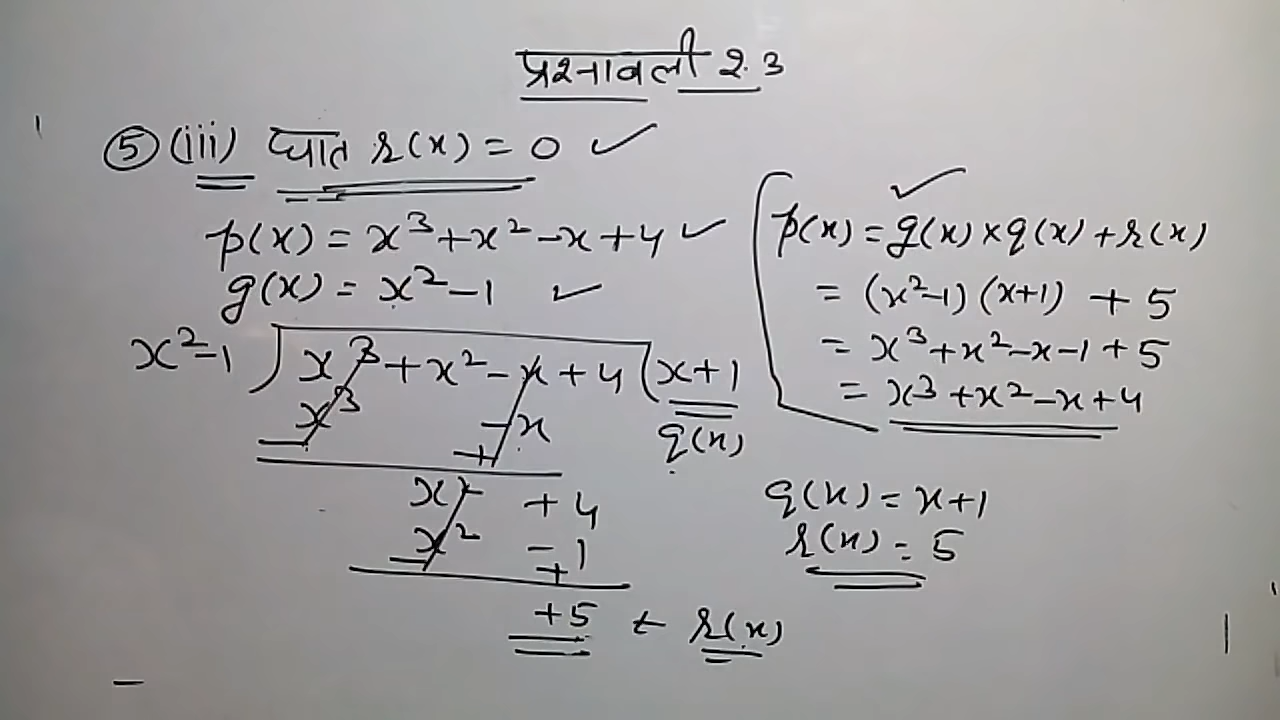 प्रश्नावली 2.3
⑤ (iii) घात r(x) = 0 ✓
p(x) = x³ + x² - x + 4 ✓
g(x) = x² - 1 ✓
x² - 1 ) x³ + x² - x + 4 ( x + 1
x³ - x
- +
q(x)
x² + 4
x² - 1
- +
+5 ← r(x)
✓
p(x) = g(x) × q(x) + r(x)
= (x² - 1) (x + 1) + 5
= x³ + x² - x - 1 + 5
= x³ + x² - x + 4
q(x) = x + 1
r(x) = 5